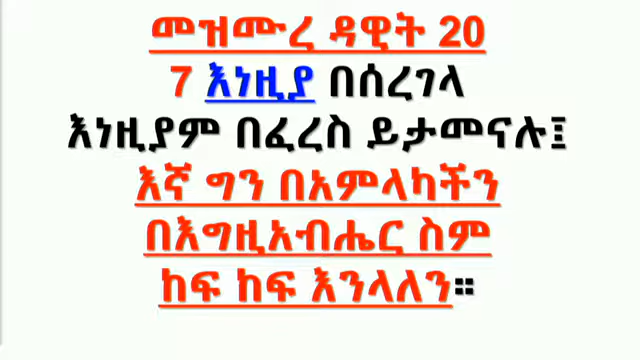 መዝሙረ ዳዊት 20
7 እነዚያ በሰረገላ
እነዚያም በፈረስ ይታመናሉ፤
እኛ ግን በአምላካችን
በእግዚአብሔር ስም
ከፍ ከፍ እንላለን።